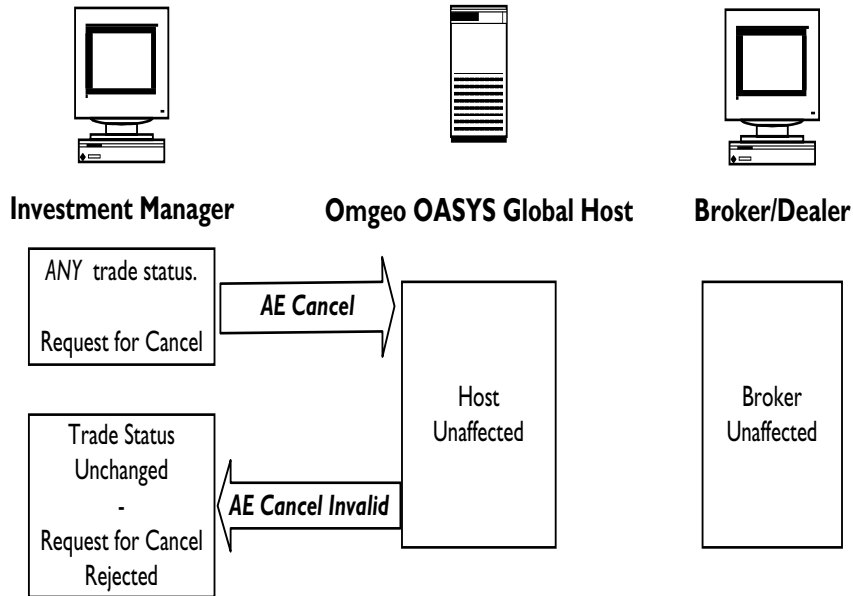 Investment Manager
Omgeo OASYS Global Host
Broker/Dealer
ANY trade status.
Request for Cancel
AE Cancel
Host
Unaffected
Broker
Unaffected
Trade Status
Unchanged
-
Request for Cancel
Rejected
AE Cancel Invalid